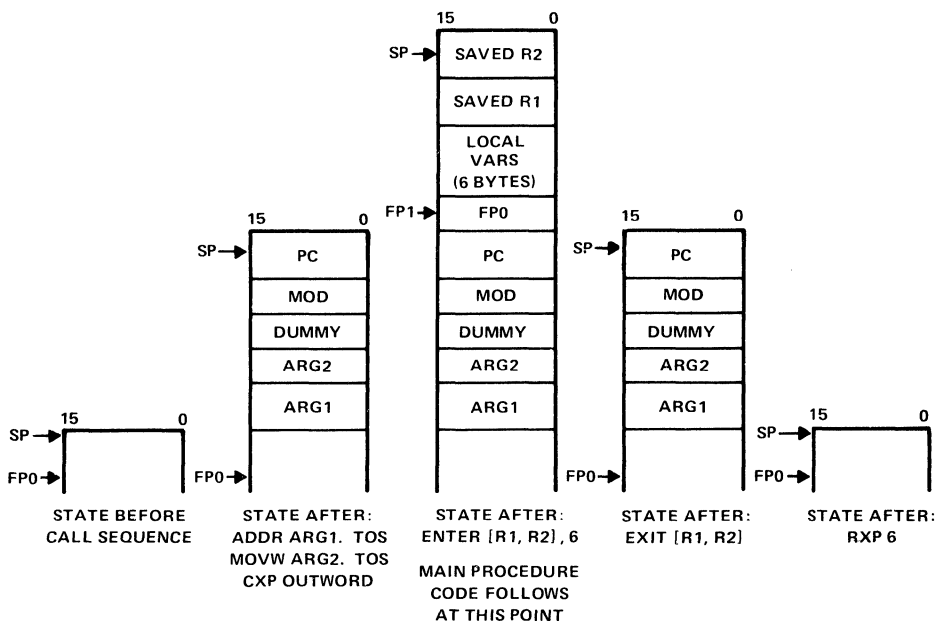 15 0
SP
FP0
STATE BEFORE
CALL SEQUENCE
15 0
SP
PC
MOD
DUMMY
ARG2
ARG1
FP0
STATE AFTER:
ADDR ARG1. TOS
MOVW ARG2. TOS
CXP OUTWORD
15 0
SP
SAVED R2
SAVED R1
LOCAL
VARS
(6 BYTES)
FP1
FP0
PC
MOD
DUMMY
ARG2
ARG1
STATE AFTER:
ENTER [R1, R2], 6
MAIN PROCEDURE
CODE FOLLOWS
AT THIS POINT
15 0
SP
PC
MOD
DUMMY
ARG2
ARG1
FP0
STATE AFTER:
EXIT [R1, R2]
15 0
SP
FP0
STATE AFTER:
RXP 6